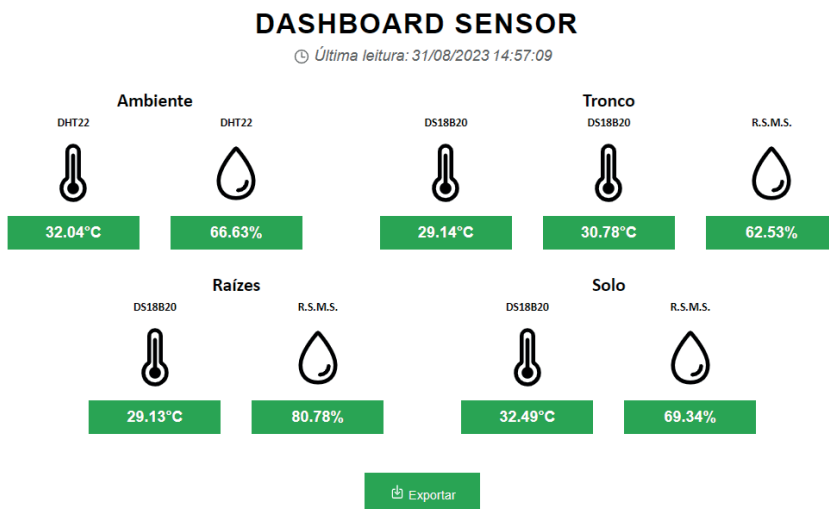 DASHBOARD SENSOR
Última leitura: 31/08/2023 14:57:09
Ambiente
DHT22 DHT22
32.04°C 66.63%
Tronco
DS18B20 DS18B20 R.S.M.S.
29.14°C 30.78°C 62.53%
Raízes
DS18B20 R.S.M.S.
29.13°C 80.78%
Solo
DS18B20 R.S.M.S.
32.49°C 69.34%
Exportar